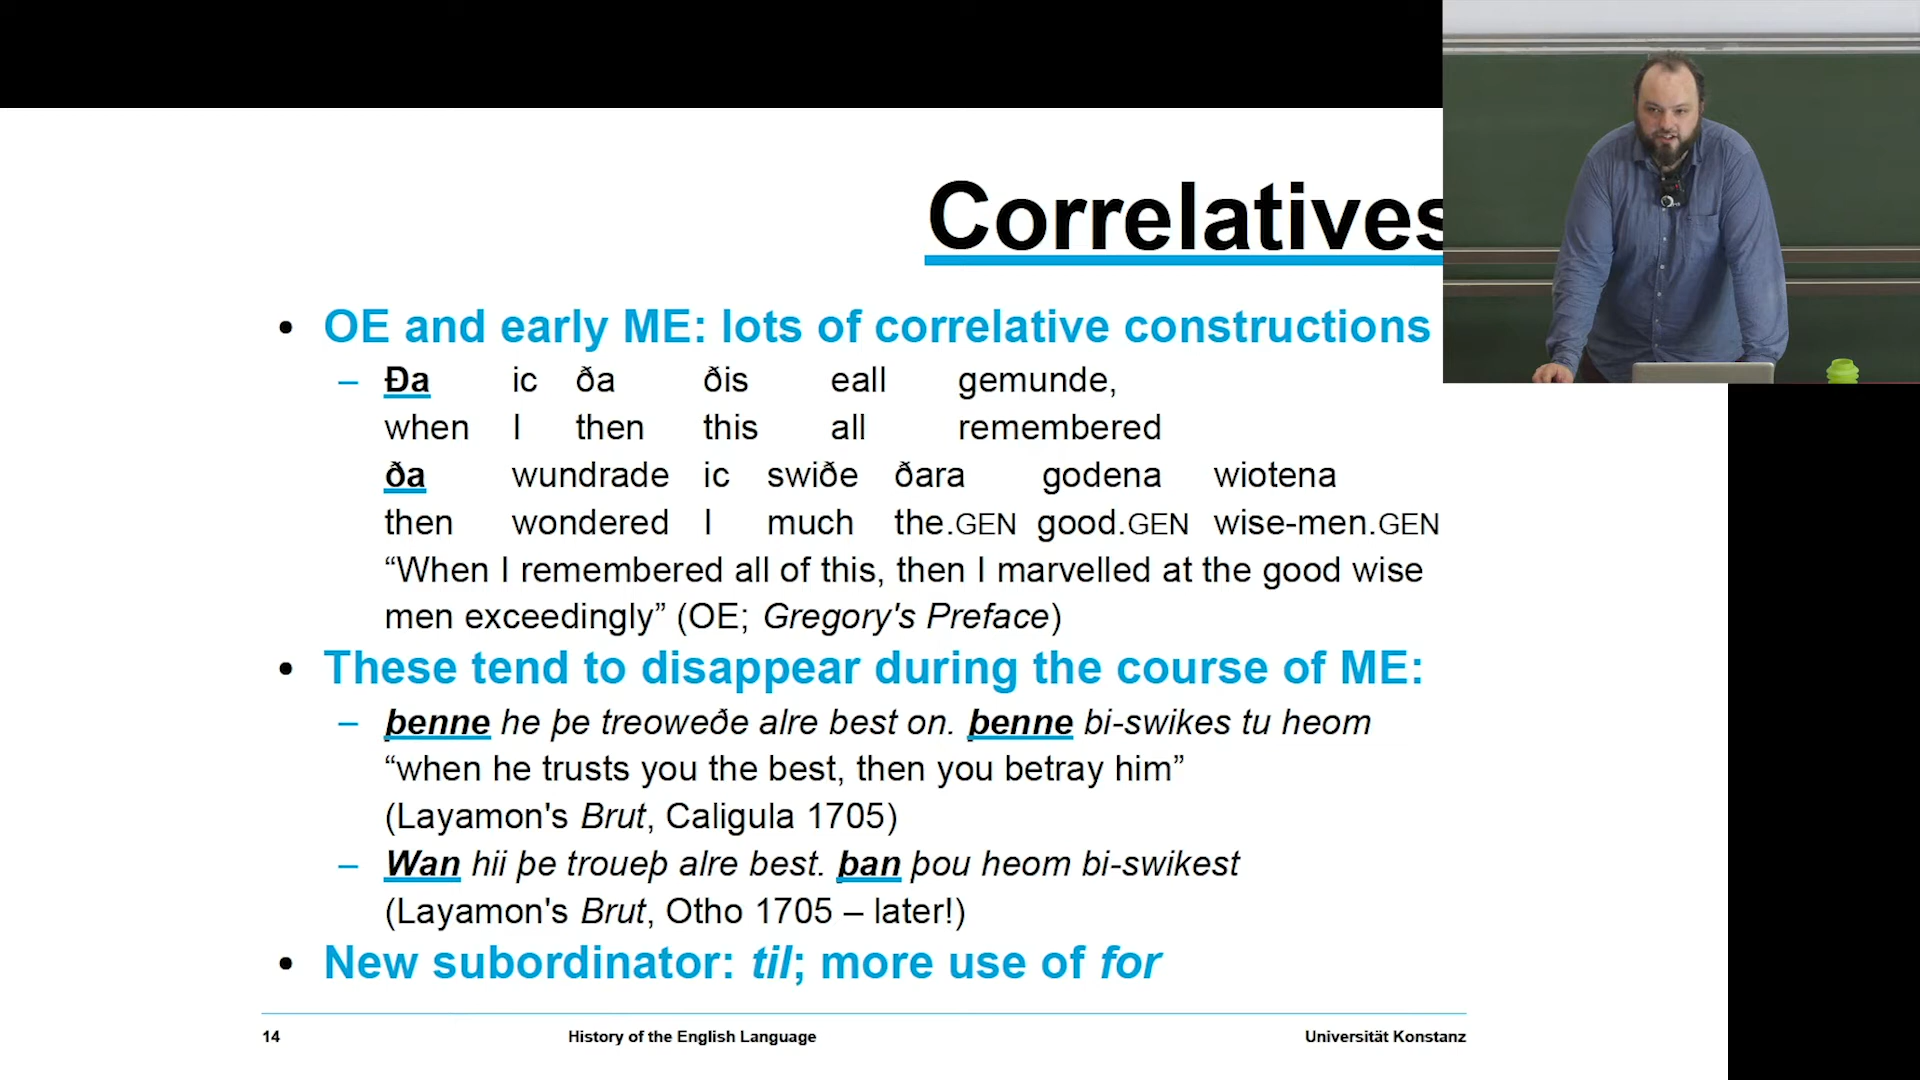 Correlatives
• OE and early ME: lots of correlative constructions
– Ða ic ða ðis eall gemunde,
when I then this all remembered
ða wundrade ic swiðe ðara godena wiotena
then wondered I much the.GEN good.GEN wise-men.GEN
“When I remembered all of this, then I marvelled at the good wise
men exceedingly” (OE; Gregory's Preface)
• These tend to disappear during the course of ME:
– þenne he þe treoweðe alre best on. þenne bi-swikes tu heom
“when he trusts you the best, then you betray him”
(Layamon's Brut, Caligula 1705)
– Wan hii þe troueþ alre best. þan þou heom bi-swikest
(Layamon's Brut, Otho 1705 – later!)
• New subordinator: til; more use of for
14 History of the English Language Universität Konstanz